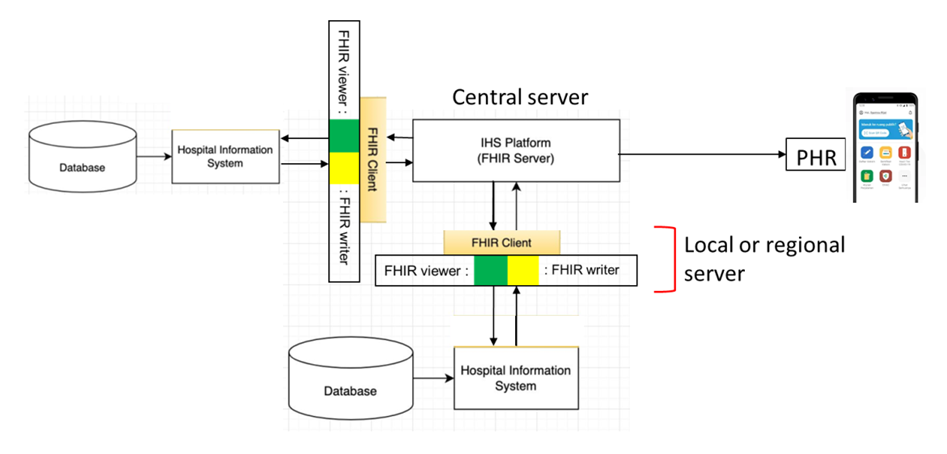 Central server
FHIR viewer :
: FHIR writer
FHIR Client
Database
Hospital Information
System
IHS Platform
(FHIR Server)
PHR
FHIR Client
FHIR viewer :
: FHIR writer
Local or regional
server
Database
Hospital Information
System